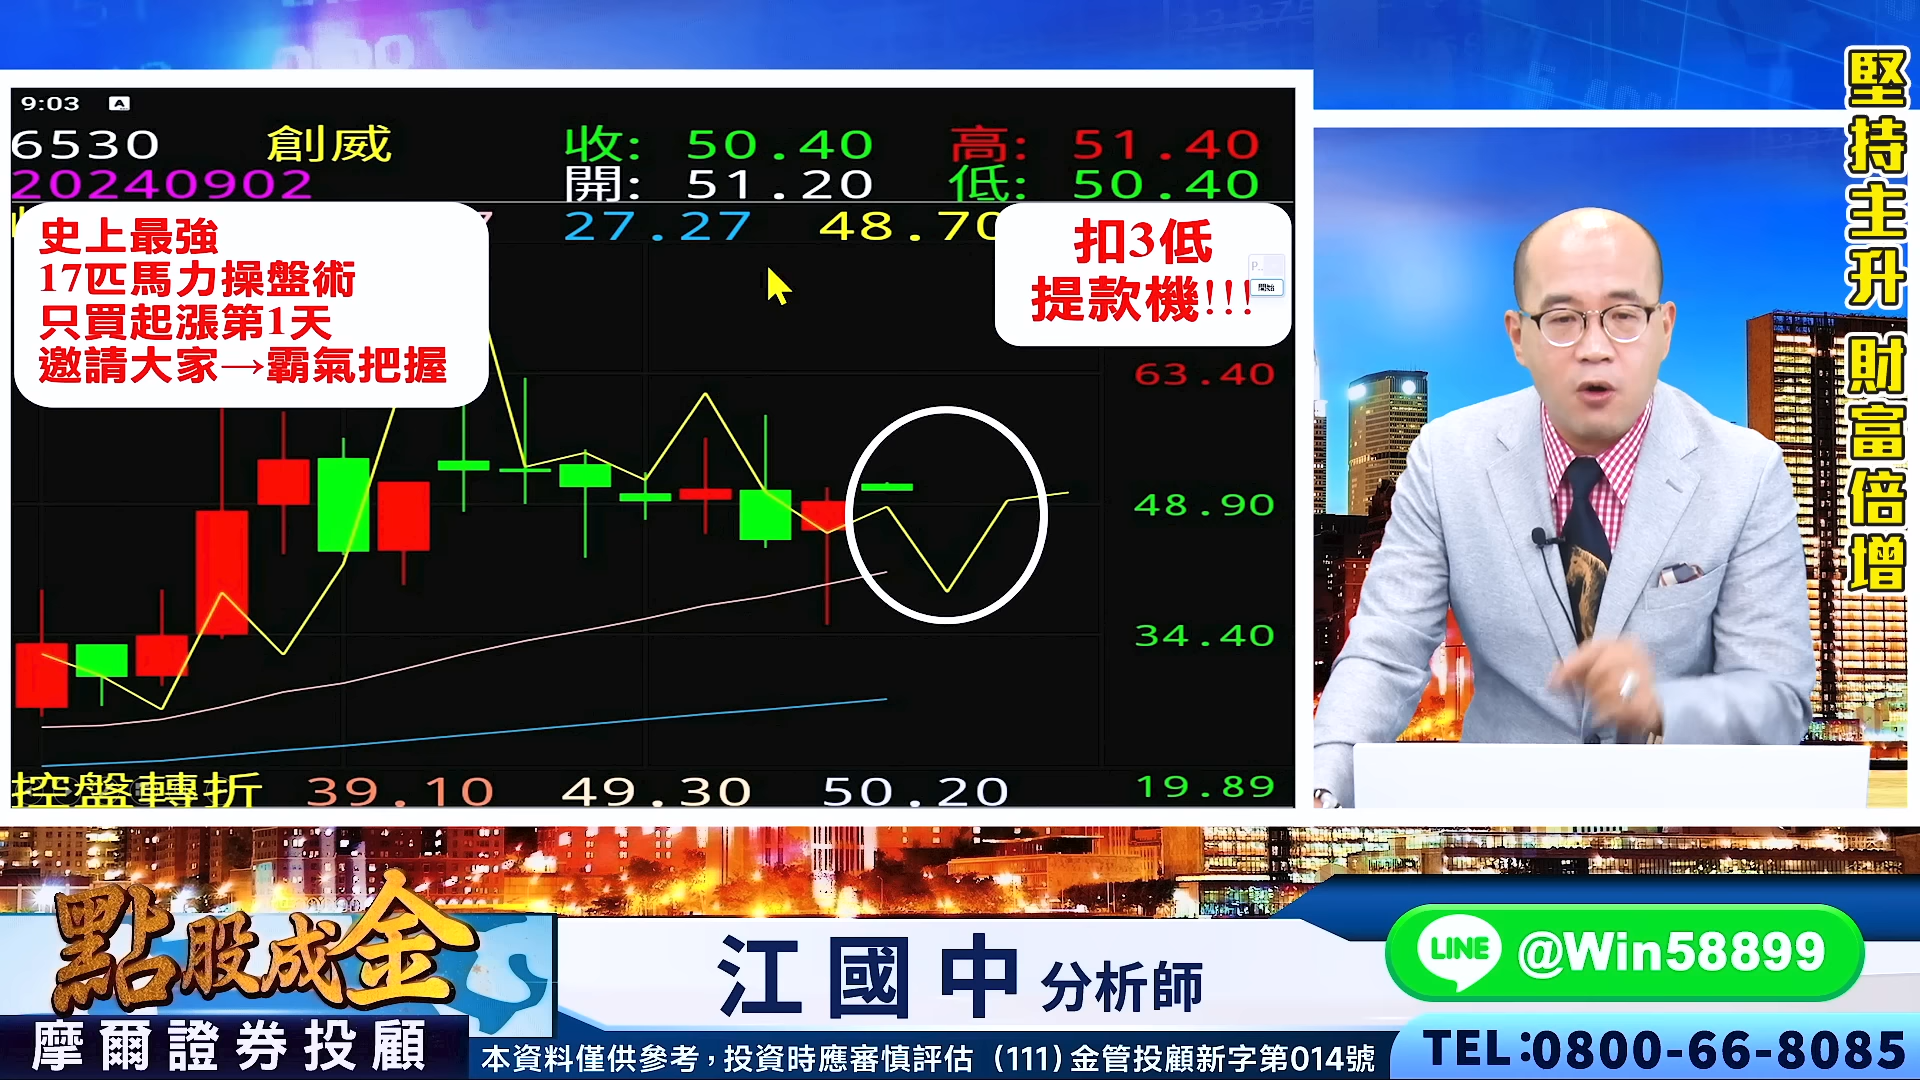 9:03 A
6530 創威 收: 50.40 高: 51.40
20240902 開: 51.20 低: 50.40
27.27 48.70
史上最強
17匹馬力操盤術
只買起漲第1天
邀請大家→霸氣把握
扣3低
提款機!!!
開始
63.40
48.90
34.40
19.89
控盤轉折 39.10 49.30 50.20
堅持主升 財富倍增
點股成金
摩爾證券投顧
江國中 分析師
本資料僅供參考，投資時應審慎評估 (111) 金管投顧新字第014號
LINE @Win58899
TEL:0800-66-8085